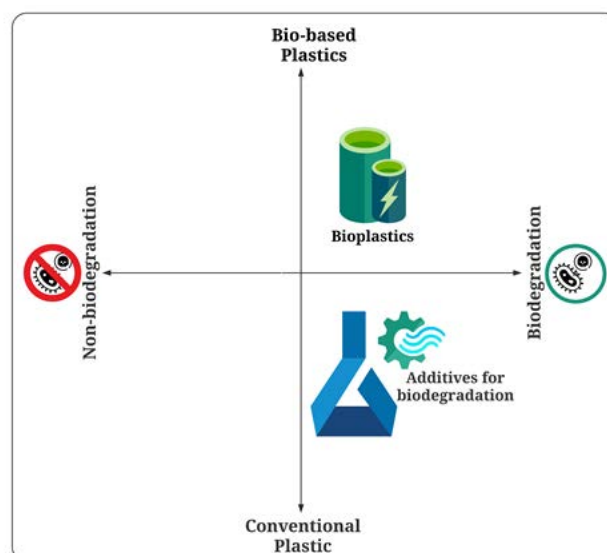 Bio-based
Plastics
Bioplastics
Non-biodegradation
Biodegradation
Additives for
biodegradation
Conventional
Plastic